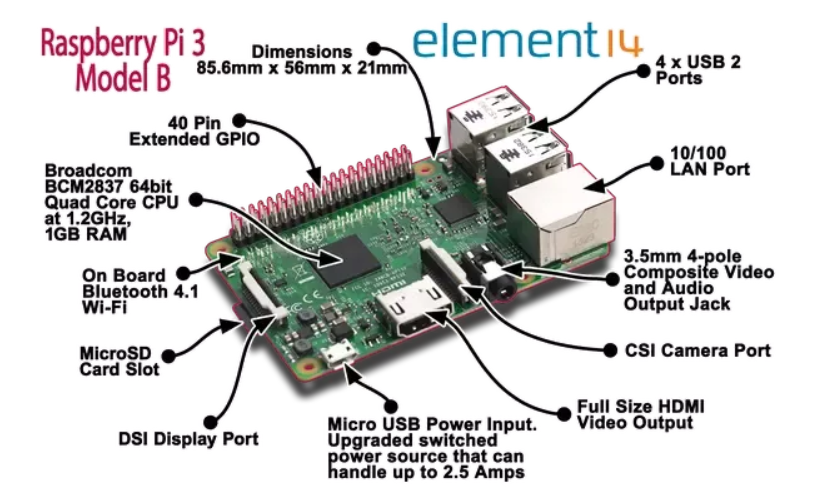 Raspberry Pi 3
Model B
element14
Dimensions
85.6mm x 56mm x 21mm
4 x USB 2
Ports
40 Pin
Extended GPIO
10/100
LAN Port
Broadcom
BCM2837 64bit
Quad Core CPU
at 1.2GHz,
1GB RAM
On Board
Bluetooth 4.1
Wi-Fi
3.5mm 4-pole
Composite Video
and Audio
Output Jack
MicroSD
Card Slot
CSI Camera Port
DSI Display Port
Micro USB Power Input.
Upgraded switched
power source that can
handle up to 2.5 Amps
Full Size HDMI
Video Output
HDMI